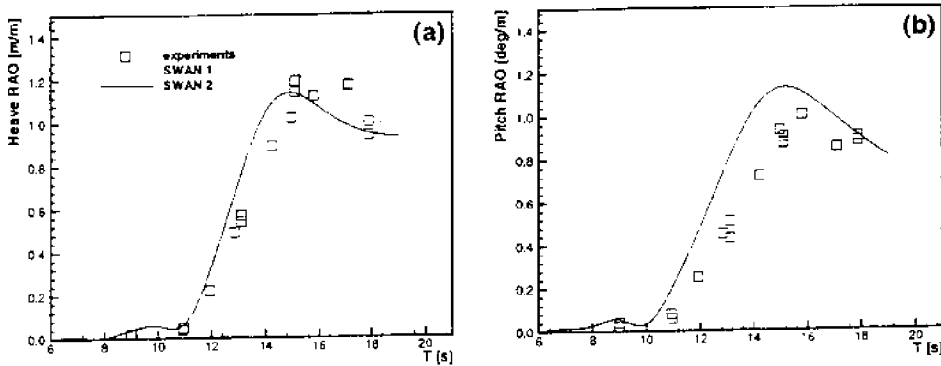 (a)
Heave RAO [m/m]
1.4
1.2
1.0
0.8
0.6
0.4
0.2
0.0
experiments
SWAN 1
SWAN 2
6 8 10 12 14 16 18 20
T [s]
(b)
Pitch RAO (deg/m)
1.4
1.2
1.0
0.8
0.6
0.4
0.2
0.0
6 8 10 12 14 16 18 20
T [s]